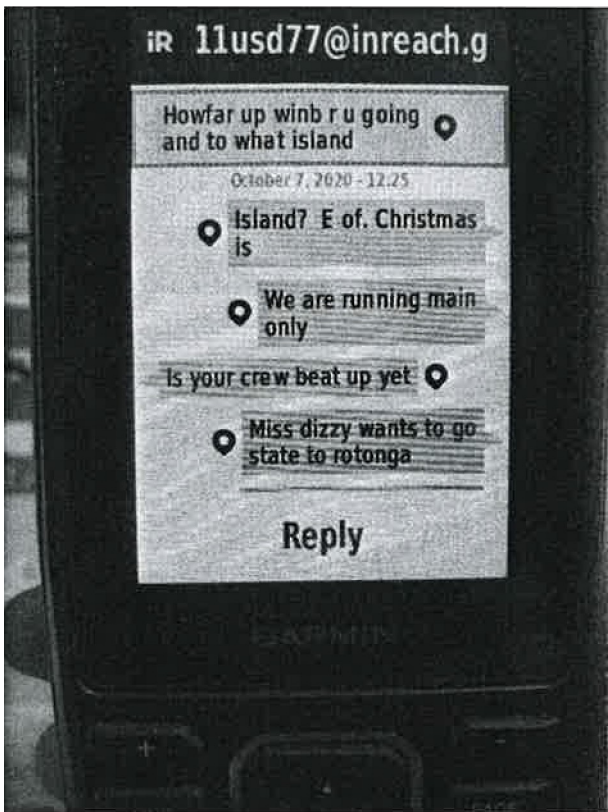 iR 11usd77@inreach.g
Howfar up winb r u going
and to what island
October 7, 2020 - 12:25
Island? E of. Christmas
is
We are running main
only
Is your crew beat up yet
Miss dizzy wants to go
state to rotonga
Reply
GARMIN
+
-